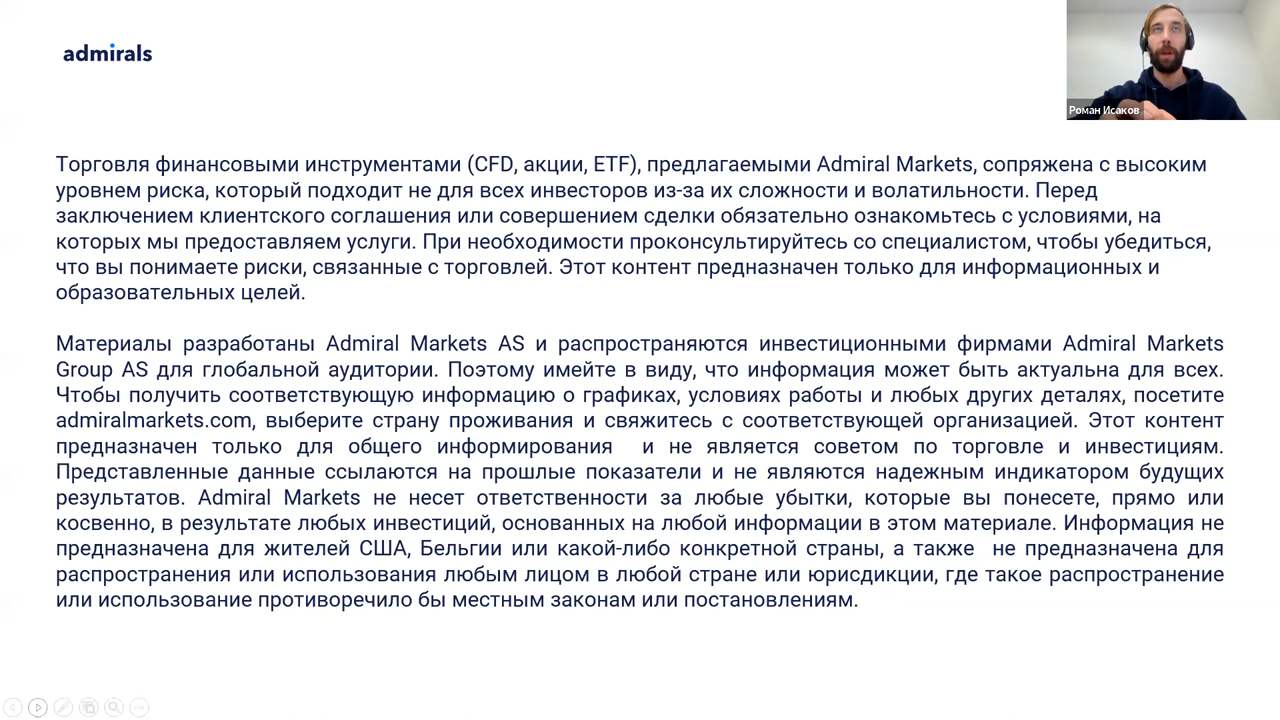 admirals
Роман Исаков
Торговля финансовыми инструментами (CFD, акции, ETF), предлагаемыми Admiral Markets, сопряжена с высоким
уровнем риска, который подходит не для всех инвесторов из-за их сложности и волатильности. Перед
заключением клиентского соглашения или совершением сделки обязательно ознакомьтесь с условиями, на
которых мы предоставляем услуги. При необходимости проконсультируйтесь со специалистом, чтобы убедиться,
что вы понимаете риски, связанные с торговлей. Этот контент предназначен только для информационных и
образовательных целей.
Материалы разработаны Admiral Markets AS и распространяются инвестиционными фирмами Admiral Markets
Group AS для глобальной аудитории. Поэтому имейте в виду, что информация может быть актуальна для всех.
Чтобы получить соответствующую информацию о графиках, условиях работы и любых других деталях, посетите
admiralmarkets.com, выберите страну проживания и свяжитесь с соответствующей организацией. Этот контент
предназначен только для общего информирования и не является советом по торговле и инвестициям.
Представленные данные ссылаются на прошлые показатели и не являются надежным индикатором будущих
результатов. Admiral Markets не несет ответственности за любые убытки, которые вы понесете, прямо или
косвенно, в результате любых инвестиций, основанных на любой информации в этом материале. Информация не
предназначена для жителей США, Бельгии или какой-либо конкретной страны, а также не предназначена для
распространения или использования любым лицом в любой стране или юрисдикции, где такое распространение
или использование противоречило бы местным законам или постановлениям.